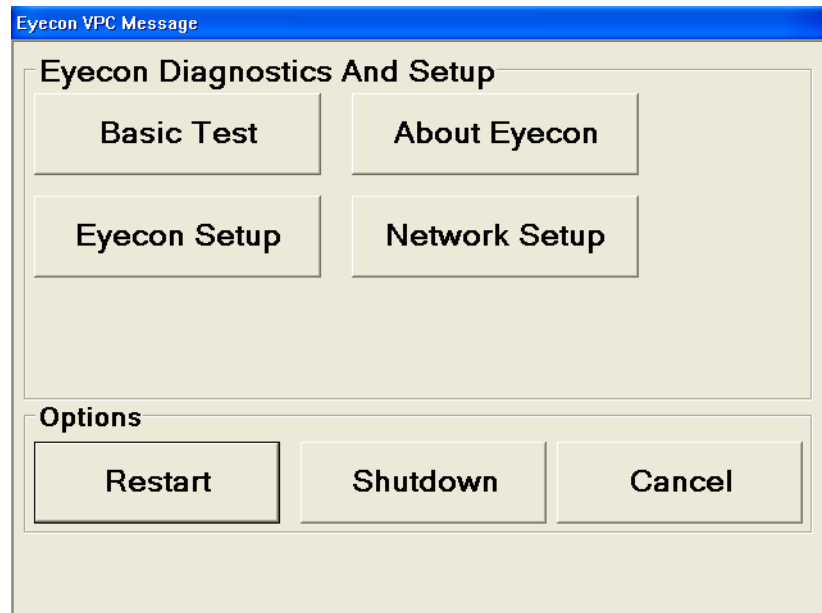 Eyecon VPC Message
Eyecon Diagnostics And Setup
Basic Test
About Eyecon
Eyecon Setup
Network Setup
Options
Restart
Shutdown
Cancel